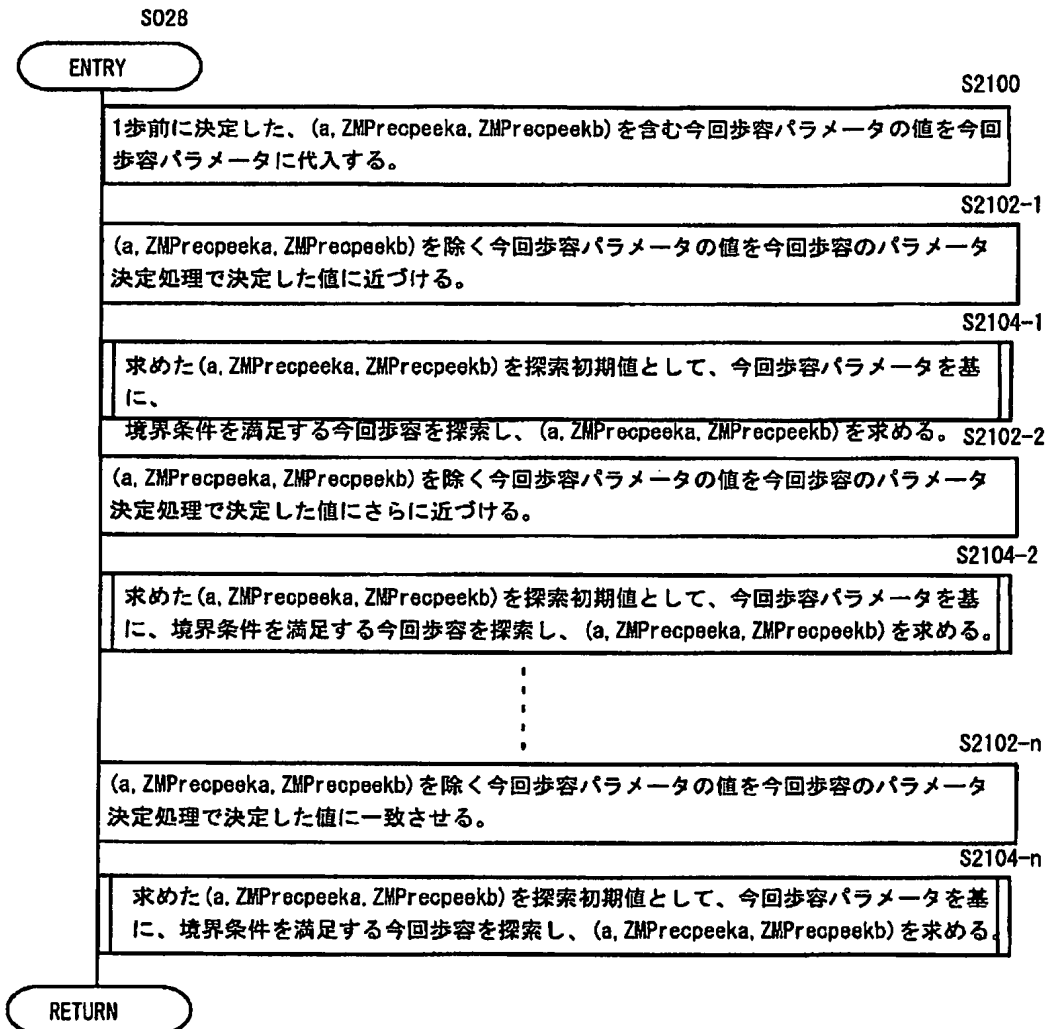 S028
ENTRY
S2100
1歩前に決定した、(a, ZMPrecpeeka, ZMPrecpeekb)を含む今回歩容パラメータの値を今回
歩容パラメータに代入する。
S2102-1
(a, ZMPrecpeeka, ZMPrecpeekb)を除く今回歩容パラメータの値を今回歩容のパラメータ
決定処理で決定した値に近づける。
S2104-1
求めた(a, ZMPrecpeeka, ZMPrecpeekb)を探索初期値として、今回歩容パラメータを基
に、
境界条件を満足する今回歩容を探索し、(a, ZMPrecpeeka, ZMPrecpeekb)を求める。
S2102-2
(a, ZMPrecpeeka, ZMPrecpeekb)を除く今回歩容パラメータの値を今回歩容のパラメータ
決定処理で決定した値にさらに近づける。
S2104-2
求めた(a, ZMPrecpeeka, ZMPrecpeekb)を探索初期値として、今回歩容パラメータを基
に、境界条件を満足する今回歩容を探索し、(a, ZMPrecpeeka, ZMPrecpeekb)を求める。
S2102-n
(a, ZMPrecpeeka, ZMPrecpeekb)を除く今回歩容パラメータの値を今回歩容のパラメータ
決定処理で決定した値に一致させる。
S2104-n
求めた(a, ZMPrecpeeka, ZMPrecpeekb)を探索初期値として、今回歩容パラメータを基
に、境界条件を満足する今回歩容を探索し、(a, ZMPrecpeeka, ZMPrecpeekb)を求める。
RETURN